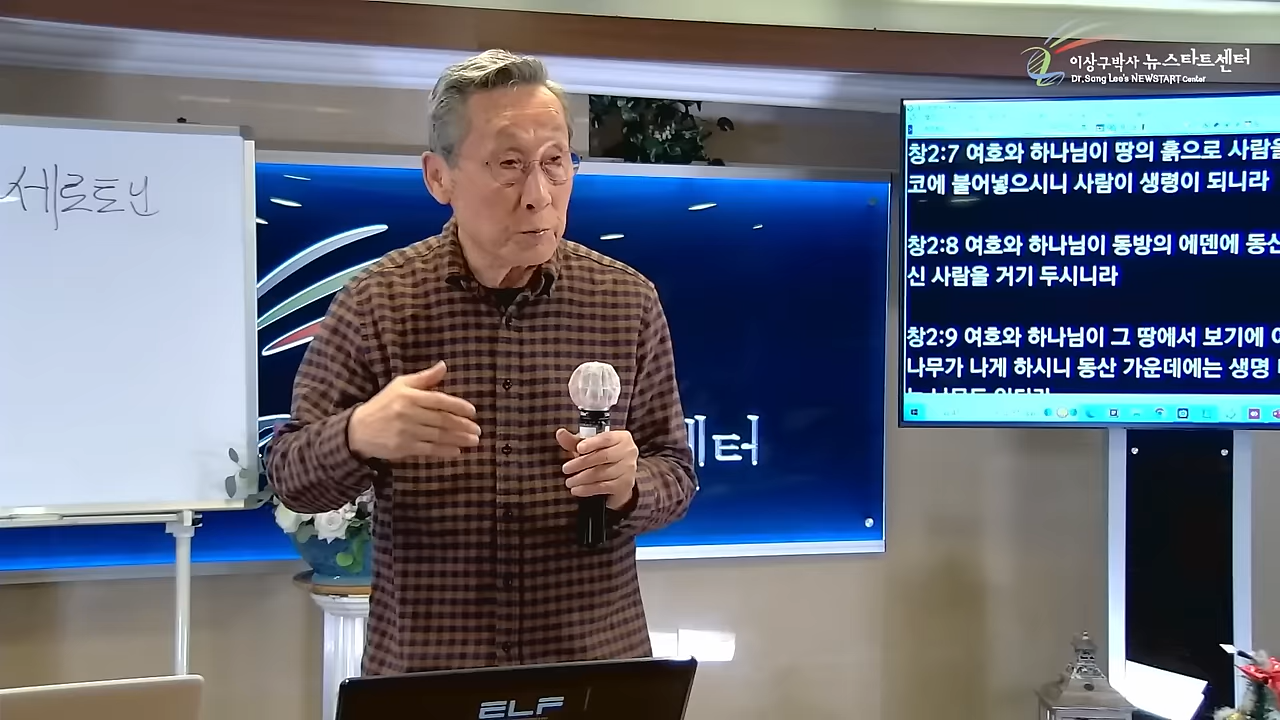 이상구박사 뉴스타트센터
Dr. Sang Lee's NEWSTART Center
세로토닌
창2:7 여호와 하나님이 땅의 흙으로 사람을
코에 불어넣으시니 사람이 생령이 되니라
창2:8 여호와 하나님이 동방의 에덴에
신 사람을 거기 두시니라
창2:9 여호와 하나님이 그 땅에서 보기에
나무가 나게 하시니 동산 가운데에는 생명
터
ELF